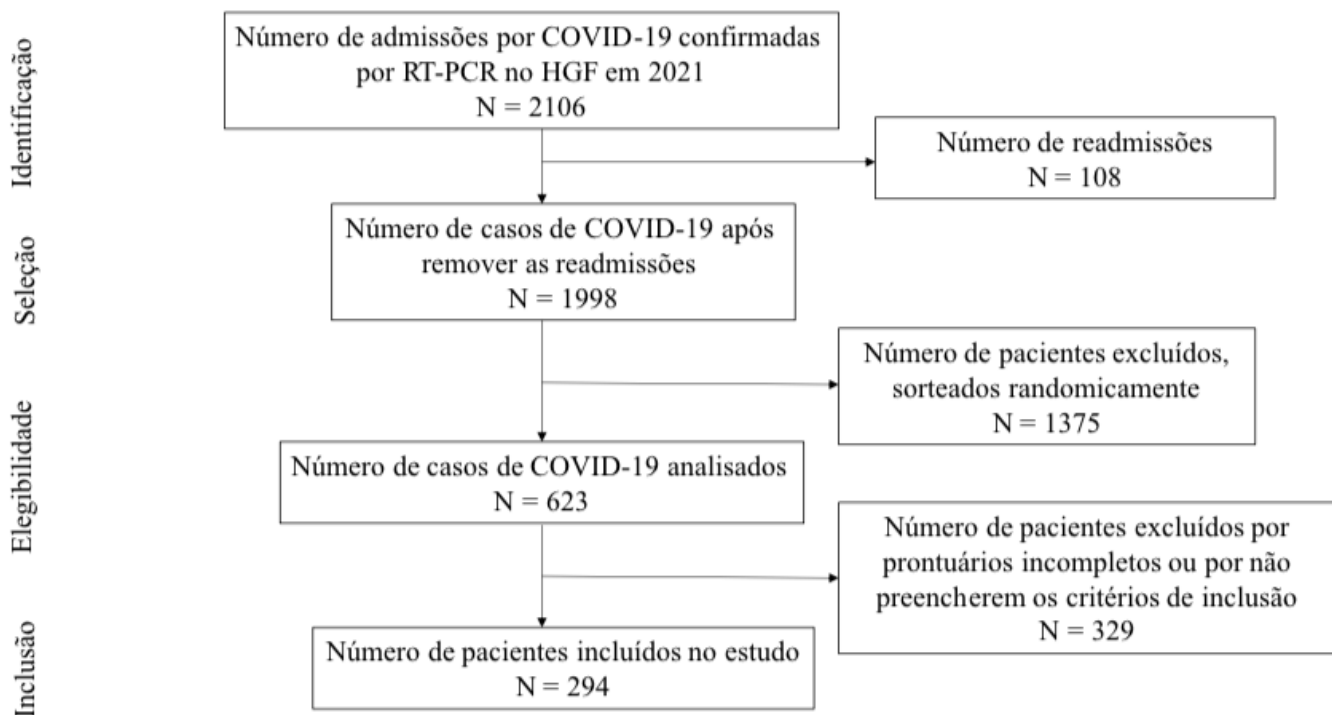 Identificação
Número de admissões por COVID-19 confirmadas
por RT-PCR no HGF em 2021
N = 2106
Número de readmissões
N = 108
Seleção
Número de casos de COVID-19 após
remover as readmissões
N = 1998
Número de pacientes excluídos,
sorteados randomicamente
N = 1375
Elegibilidade
Número de casos de COVID-19 analisados
N = 623
Número de pacientes excluídos por
prontuários incompletos ou por não
preencherem os critérios de inclusão
N = 329
Inclusão
Número de pacientes incluídos no estudo
N = 294